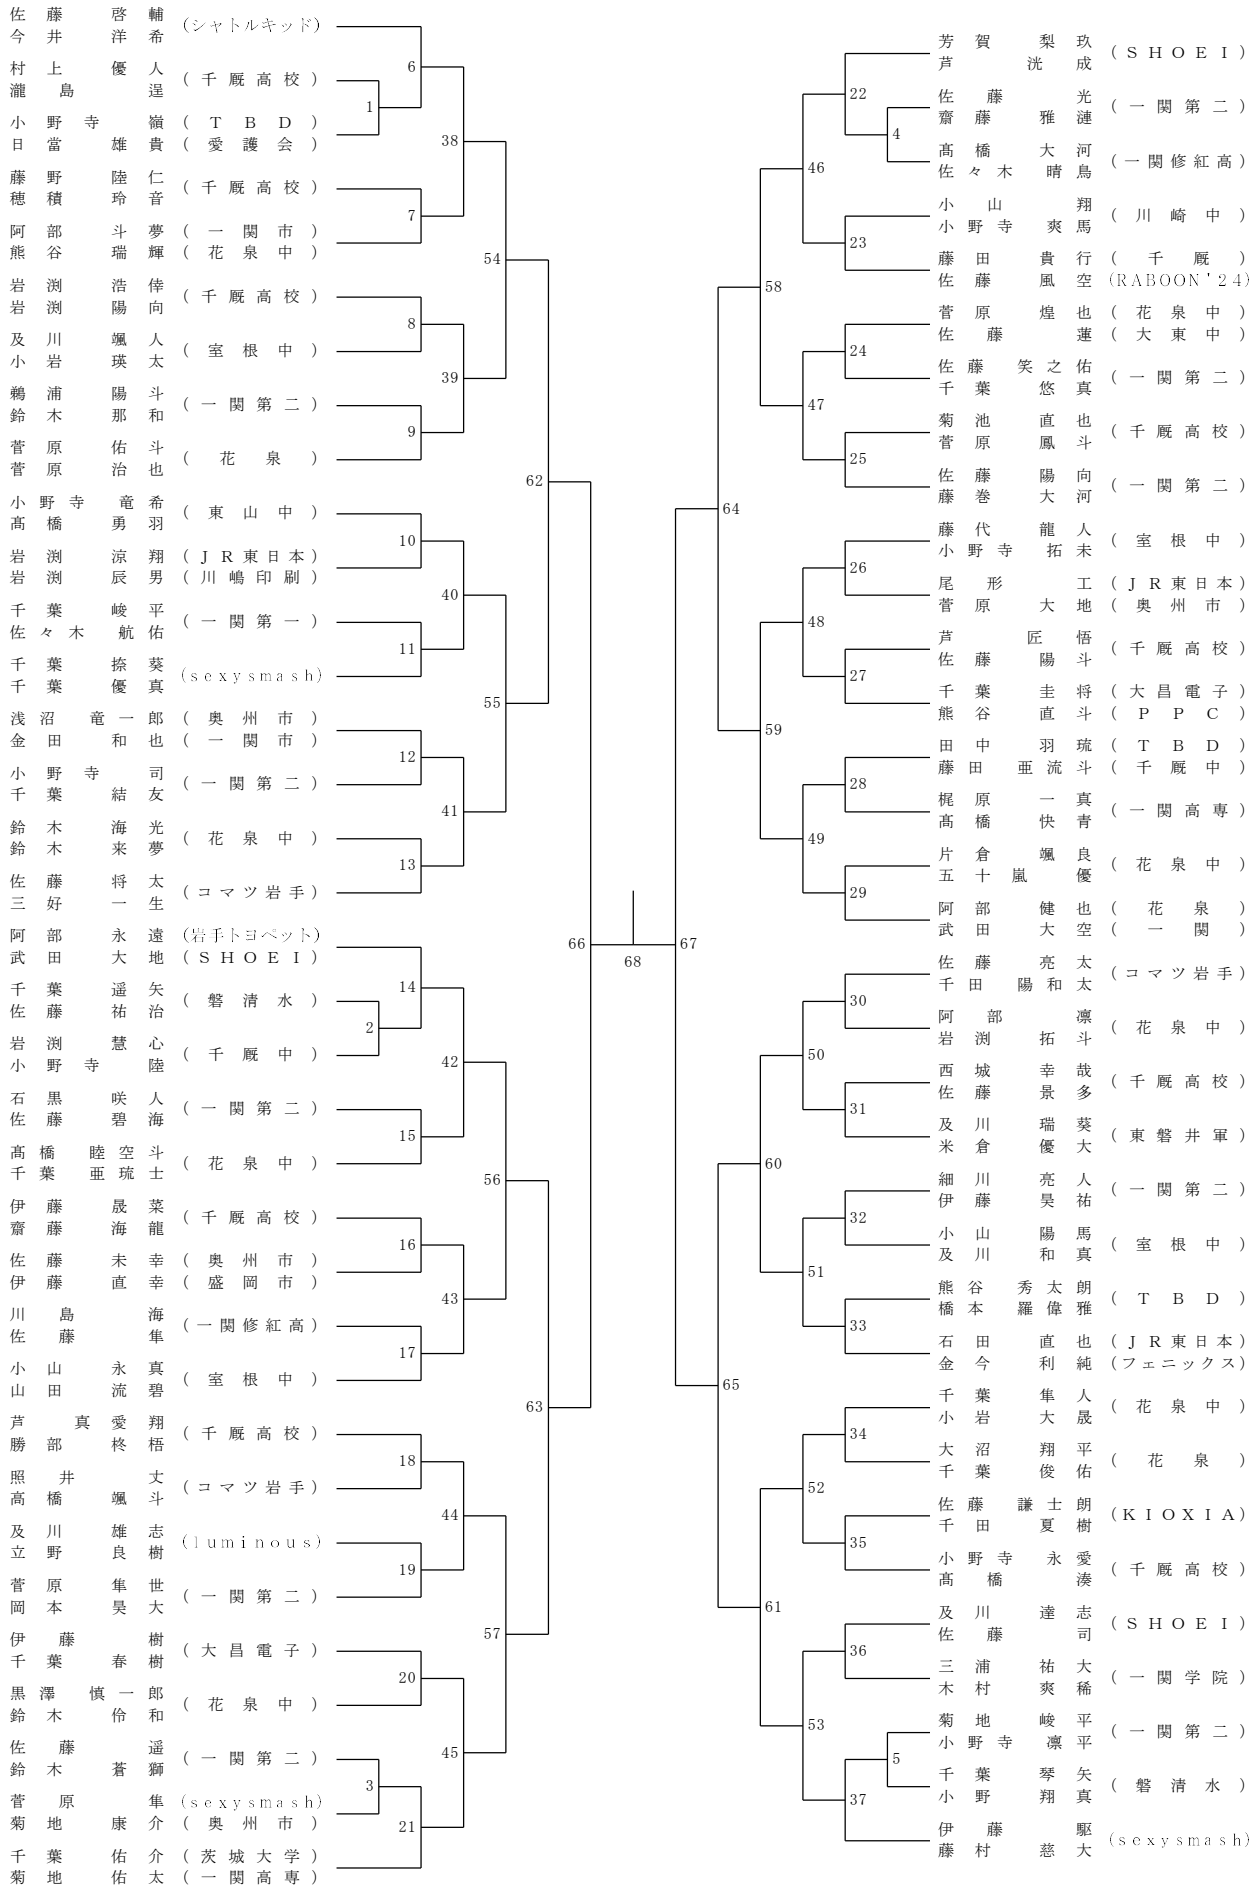 佐藤啓輔 (シャトルキッド)
今井洋希
村上優人 (千厩高校)
瀧島逞
小野寺嶺 (TBD)
日當雄貴 (愛護会)
藤野陸仁 (千厩高校)
穂積玲音
阿部斗夢 (一関市)
熊谷瑞輝 (花泉中)
岩渕浩倖 (千厩高校)
岩渕陽向
及川颯人 (室根中)
小岩瑛太
鵜浦陽斗 (一関第二)
鈴木那和
菅原佑斗 (花泉)
菅原治也
小野寺竜希 (東山中)
髙橋勇羽
岩渕涼翔 (JR東日本)
岩渕辰男 (川嶋印刷)
千葉峻平 (一関第一)
佐々木航佑
千葉捺葵 (sexysmash)
千葉優真
浅沼竜一郎 (奥州市)
金田和也 (一関市)
小野寺司 (一関第二)
千葉結友
鈴木海光 (花泉中)
鈴木来夢
佐藤将太 (コマツ岩手)
三好一生
阿部永遠 (岩手トヨペット)
武田大地 (SHOEI)
千葉遥矢 (磐清水)
佐藤祐治
岩渕慧心 (千厩中)
小野寺陸
石黒咲人 (一関第二)
佐藤碧海
髙橋睦空斗 (花泉中)
千葉亜琉士
伊藤晟菜 (千厩高校)
齋藤海龍
佐藤未幸 (奥州市)
伊藤直幸 (盛岡市)
川島海 (一関修紅高)
佐藤隼
小山永真 (室根中)
山田流碧
芦真愛翔 (千厩高校)
勝部柊梧
照井丈 (コマツ岩手)
高橋颯斗
及川雄志 (luminous)
立野良樹
菅原隼世 (一関第二)
岡本昊大
伊藤樹 (大昌電子)
千葉春樹
黒澤慎一郎 (花泉中)
鈴木伶和
佐藤遥 (一関第二)
鈴木蒼獅
菅原隼 (sexysmash)
菊地康介 (奥州市)
千葉佑介 (茨城大学)
菊地佑太 (一関高専)
1
2
3
6
7
8
9
10
11
12
13
14
15
16
17
18
19
20
21
38
39
40
41
42
43
44
45
54
55
56
57
62
63
66
68
67
64
65
58
59
60
61
46
47
48
49
50
51
52
53
22
23
24
25
26
27
28
29
30
31
32
33
34
35
36
37
4
5
芳賀梨玖 (SHOEI)
芦洸成
佐藤光 (一関第二)
齋藤雅漣
髙橋大河 (一関修紅高)
佐々木晴鳥
小山翔 (川崎中)
小野寺爽馬
藤田貴行 (千厩)
佐藤風空 (RABOON'24)
菅原煌也 (花泉中)
佐藤蓮 (大東中)
佐藤笑之佑 (一関第二)
千葉悠真
菊池直也 (千厩高校)
菅原鳳斗
佐藤陽向 (一関第二)
藤巻大河
藤代龍人 (室根中)
小野寺拓未
尾形工 (JR東日本)
菅原大地 (奥州市)
芦匠悟 (千厩高校)
佐藤陽斗
千葉圭将 (大昌電子)
熊谷直斗 (PPC)
田中羽琉 (TBD)
藤田亜流斗 (千厩中)
梶原一真 (一関高専)
髙橋快青
片倉颯良 (花泉中)
五十嵐優
阿部健也 (花泉)
武田大空 (一関)
佐藤亮太 (コマツ岩手)
千田陽和太
阿部凛 (花泉中)
岩渕拓斗
西城幸哉 (千厩高校)
佐藤景多
及川瑞葵 (東磐井軍)
米倉優大
細川亮人 (一関第二)
伊藤昊祐
小山陽馬 (室根中)
及川和真
熊谷秀太朗 (TBD)
橋本羅偉雅
石田直也 (JR東日本)
金今利純 (フェニックス)
千葉隼人 (花泉中)
小岩大晟
大沼翔平 (花泉)
千葉俊佑
佐藤謙士朗 (KIOXIA)
千田夏樹
小野寺永愛 (千厩高校)
髙橋湊
及川達志 (SHOEI)
佐藤司
三浦祐大 (一関学院)
木村爽稀
菊地峻平 (一関第二)
小野寺凛平
千葉琴矢 (磐清水)
小野翔真
伊藤駆 (sexysmash)
藤村慈大